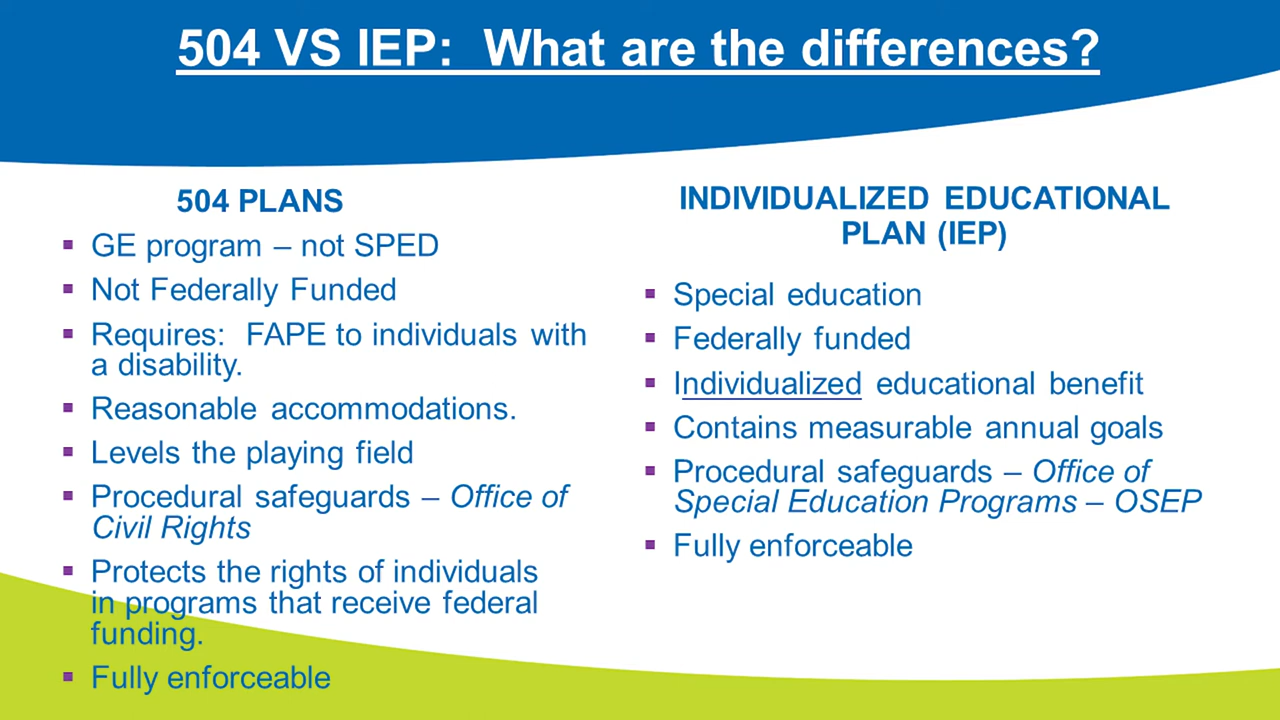 504 VS IEP: What are the differences?
504 PLANS
▪ GE program – not SPED
▪ Not Federally Funded
▪ Requires: FAPE to individuals with
a disability.
▪ Reasonable accommodations.
▪ Levels the playing field
▪ Procedural safeguards – Office of
Civil Rights
▪ Protects the rights of individuals
in programs that receive federal
funding.
▪ Fully enforceable
INDIVIDUALIZED EDUCATIONAL
PLAN (IEP)
▪ Special education
▪ Federally funded
▪ Individualized educational benefit
▪ Contains measurable annual goals
▪ Procedural safeguards – Office of
Special Education Programs – OSEP
▪ Fully enforceable